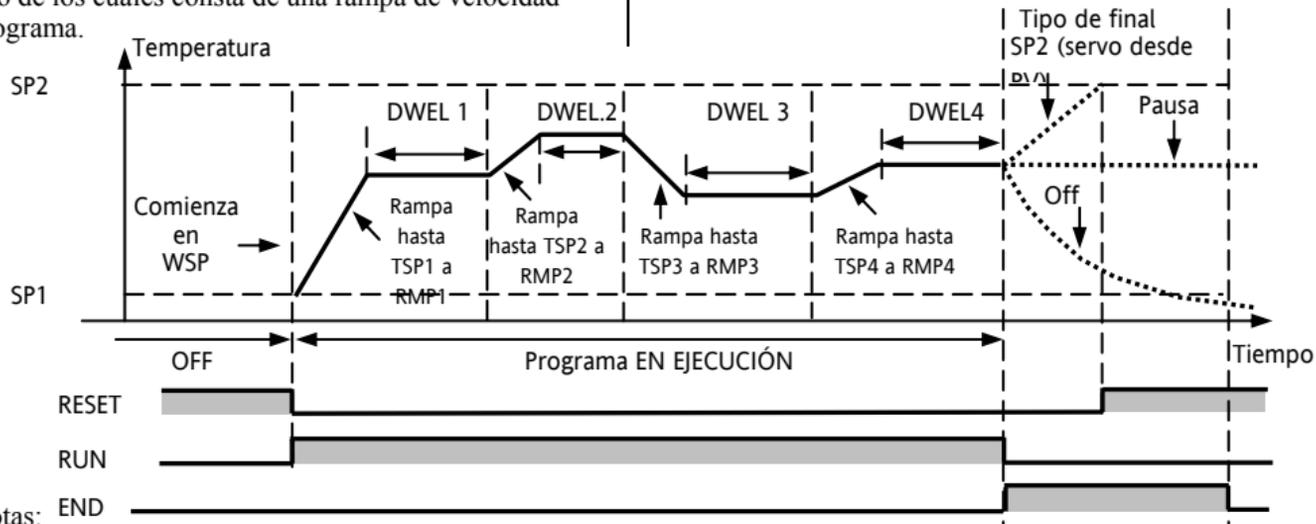 o de los cuales consta de una rampa de velocidad
ograma.
Temperatura
Tipo de final
SP2 (servo desde
PV)
SP2
DWEL 1
DWEL.2
DWEL 3
DWEL4
Pausa
Comienza
en
WSP
Rampa
hasta
TSP1 a
RMP1
Rampa
hasta TSP2 a
RMP2
Rampa hasta
TSP3 a RMP3
Rampa hasta
TSP4 a RMP4
Off
SP1
OFF
Programa EN EJECUCIÓN
Tiempo
RESET
RUN
END
otas: